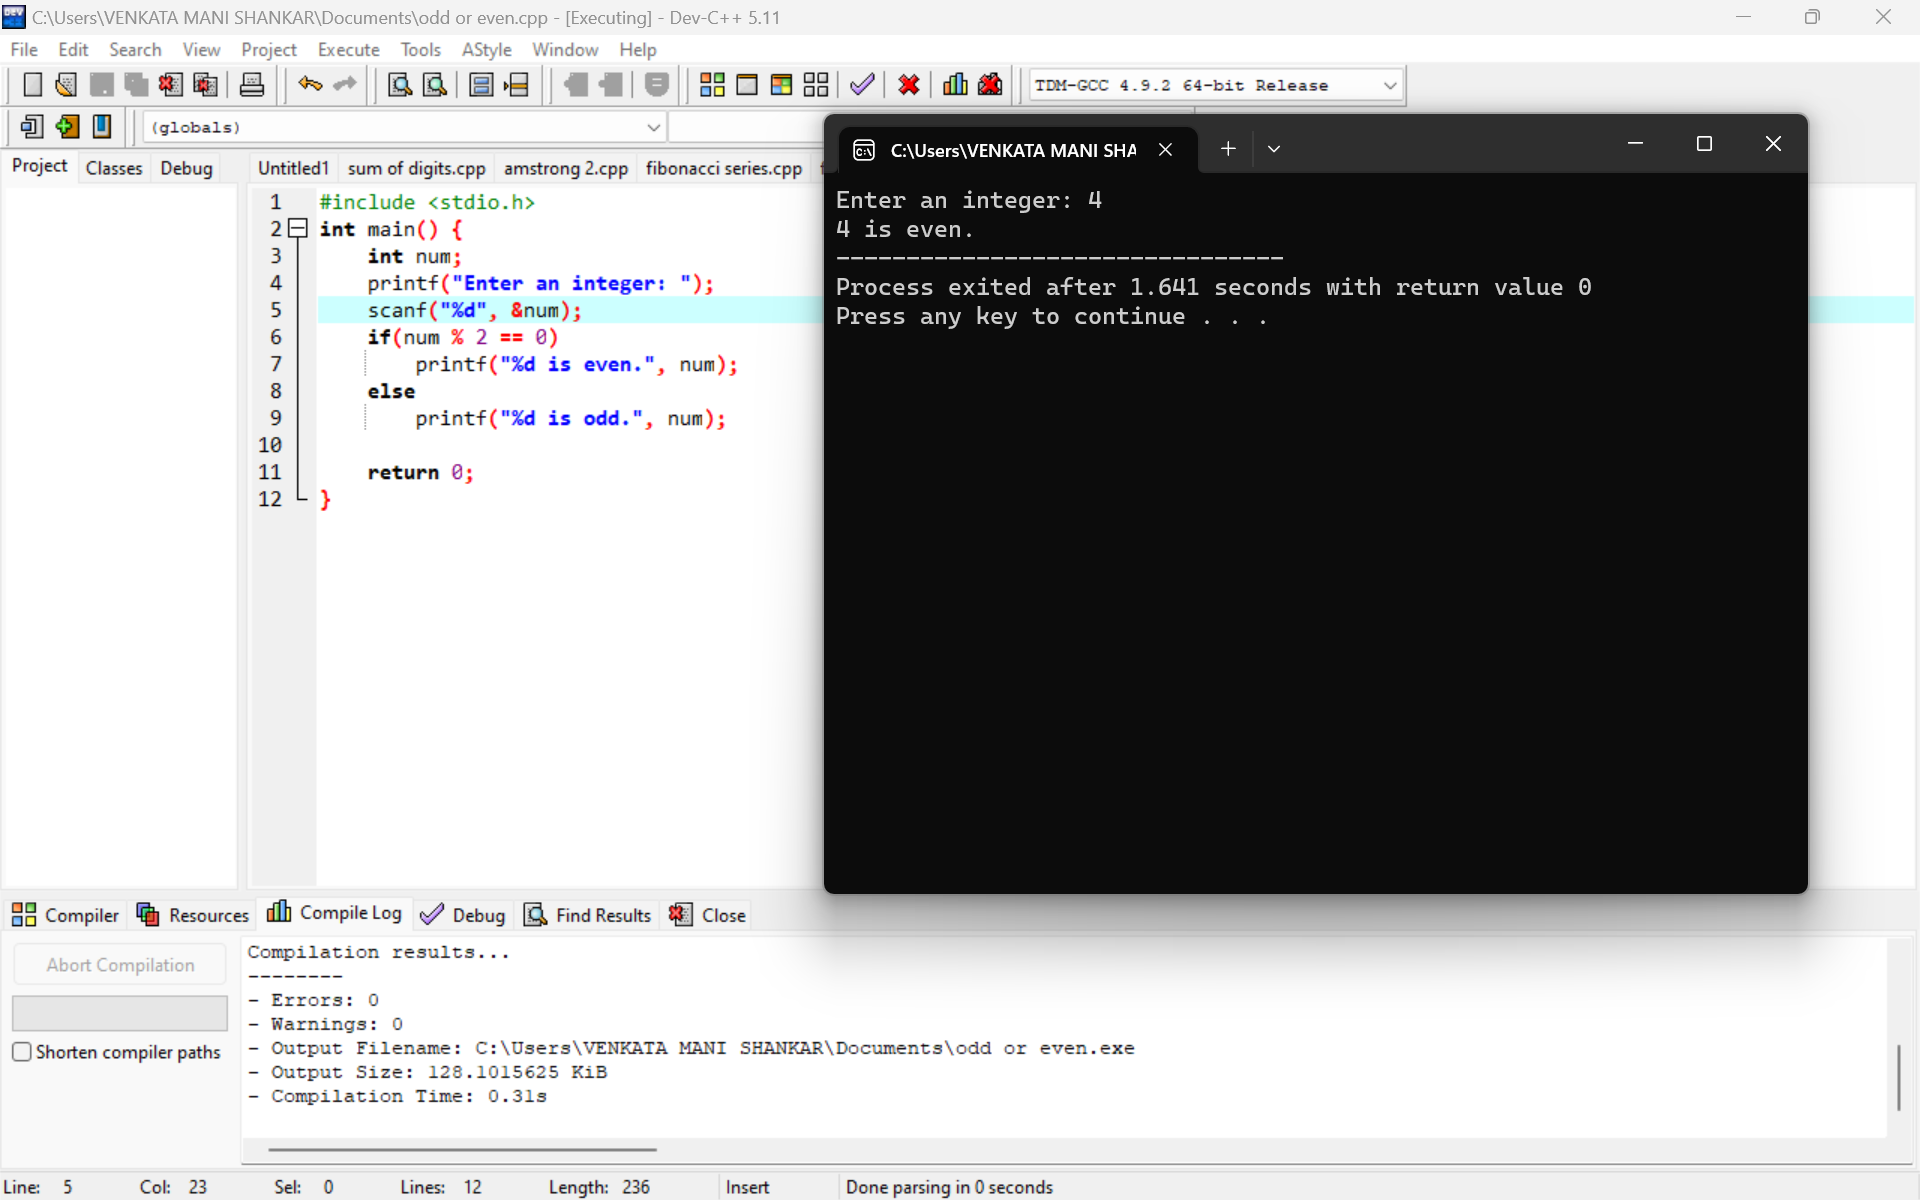 C:\Users\VENKATA MANI SHANKAR\Documents\odd or even.cpp - [Executing] - Dev-C++ 5.11
File Edit Search View Project Execute Tools AStyle Window Help
TDM-GCC 4.9.2 64-bit Release
(globals)
Project Classes Debug
Untitled1 sum of digits.cpp amstrong 2.cpp fibonacci series.cpp
1 #include <stdio.h>
2 int main() {
3 int num;
4 printf("Enter an integer: ");
5 scanf("%d", &num);
6 if(num % 2 == 0)
7 printf("%d is even.", num);
8 else
9 printf("%d is odd.", num);
10
11 return 0;
12 }
C:\Users\VENKATA MANI SHA
Enter an integer: 4
4 is even.
--------------------------------
Process exited after 1.641 seconds with return value 0
Press any key to continue . . .
Compiler Resources Compile Log Debug Find Results Close
Abort Compilation
Shorten compiler paths
Compilation results...
--------
- Errors: 0
- Warnings: 0
- Output Filename: C:\Users\VENKATA MANI SHANKAR\Documents\odd or even.exe
- Output Size: 128.1015625 KiB
- Compilation Time: 0.31s
Line: 5 Col: 23 Sel: 0 Lines: 12 Length: 236 Insert Done parsing in 0 seconds